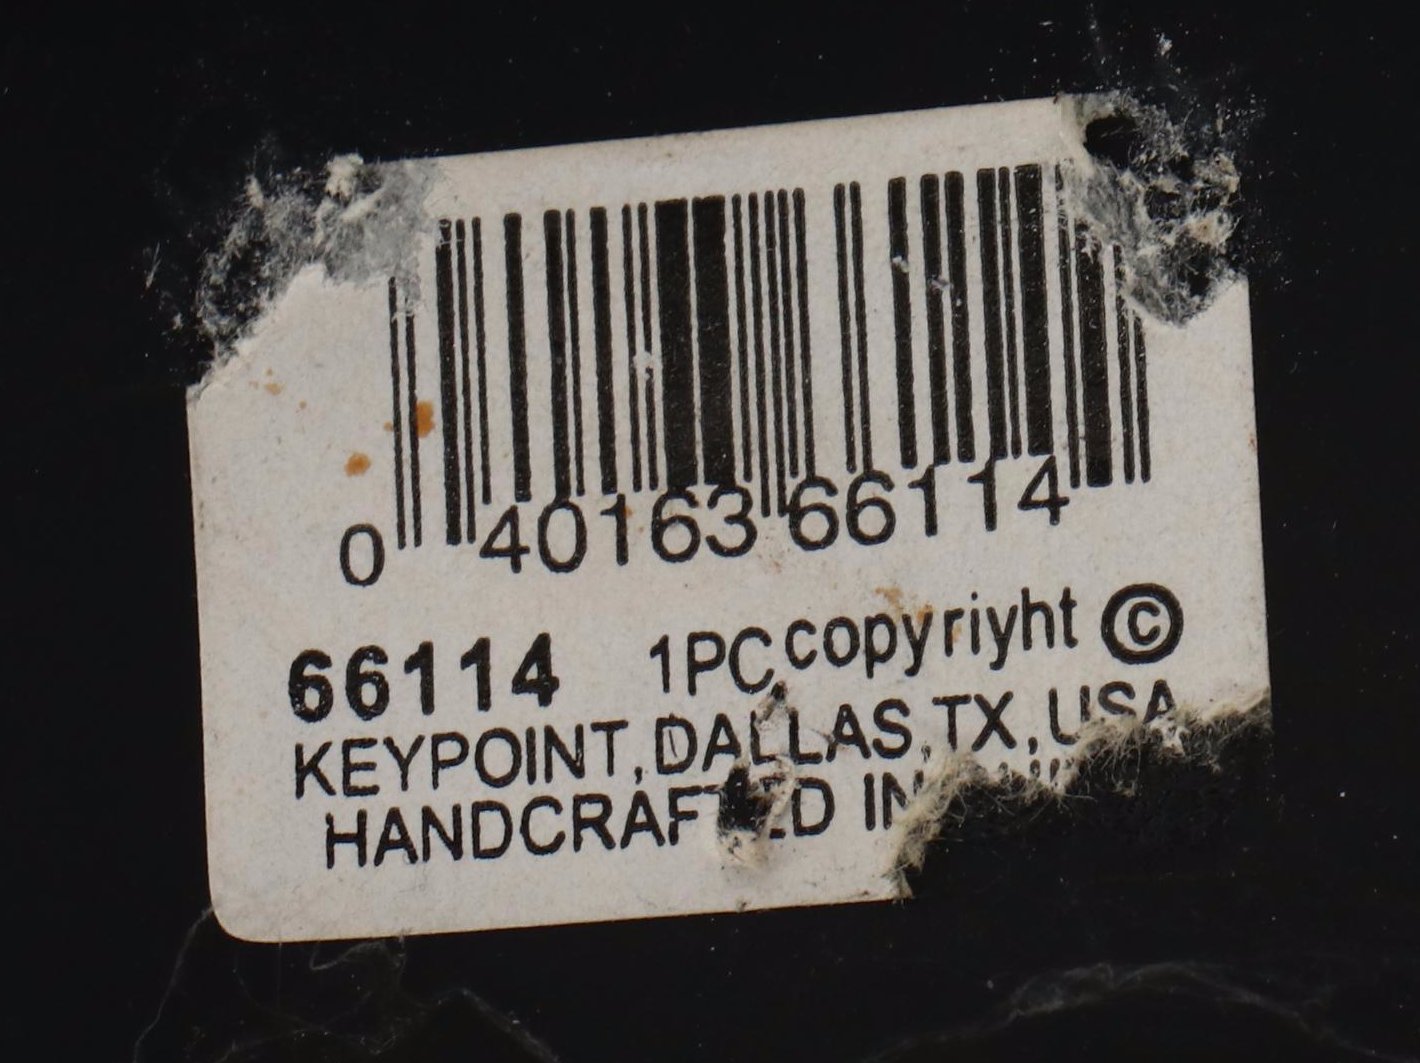 0 40163 66114
66114 1PC copyriyht ©
KEYPOINT, DALLAS, TX, USA
HANDCRAFTED IN